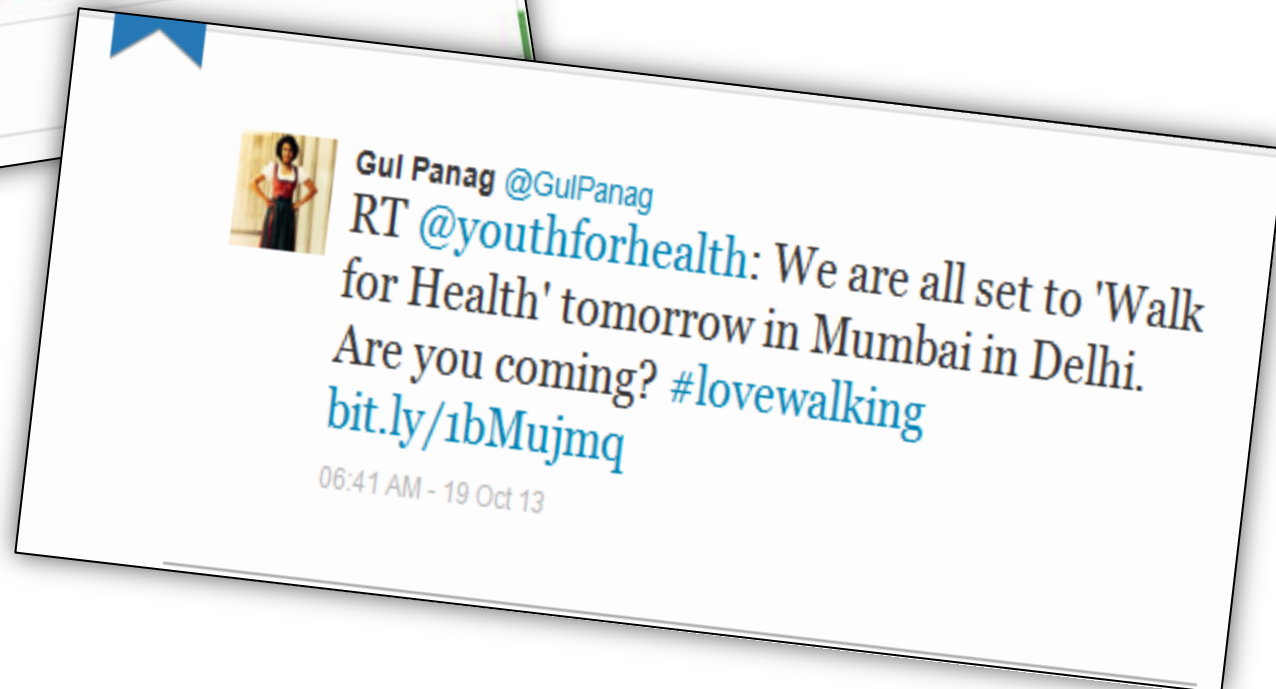 Gul Panag @GulPanag
RT @youthforhealth: We are all set to 'Walk
for Health' tomorrow in Mumbai in Delhi.
Are you coming? #lovewalking
bit.ly/1bMujmq
06:41 AM - 19 Oct 13